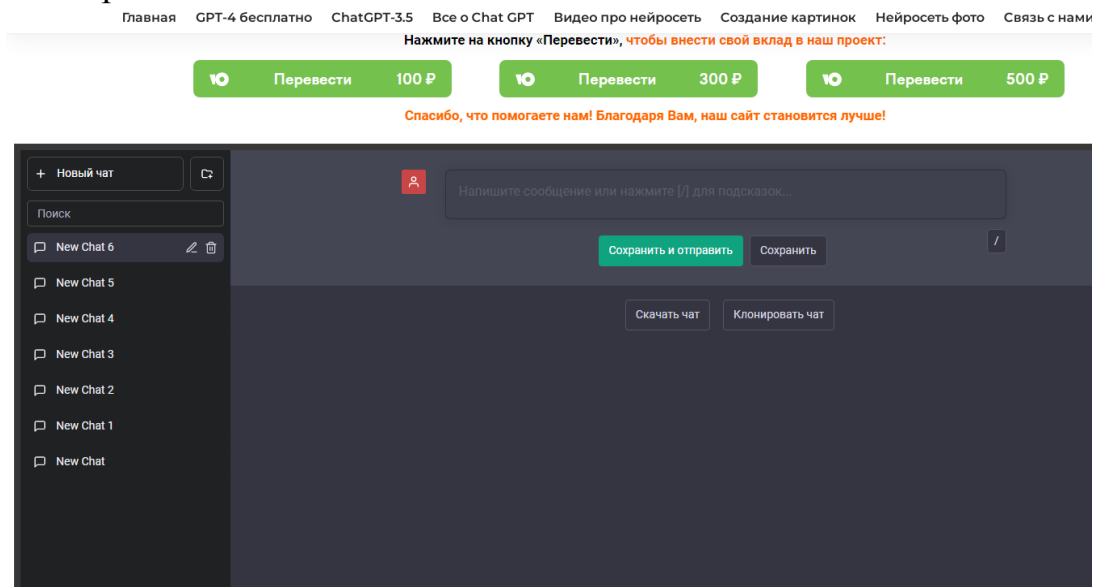 Главная GPT-4 бесплатно ChatGPT-3.5 Все о Chat GPT Видео про нейросеть Создание картинок Нейросеть фото Связь с нами
Нажмите на кнопку «Перевести», чтобы внести свой вклад в наш проект:
Перевести 100 ₽ Перевести 300 ₽ Перевести 500 ₽
Спасибо, что помогаете нам! Благодаря Вам, наш сайт становится лучше!
+ Новый чат
Напишите сообщение или нажмите [/] для подсказок...
Поиск
New Chat 6
Сохранить и отправить Сохранить /
New Chat 5
New Chat 4
Скачать чат Клонировать чат
New Chat 3
New Chat 2
New Chat 1
New Chat